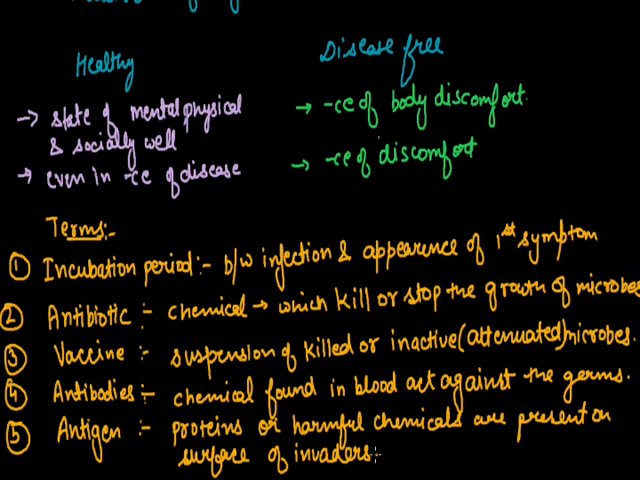 Healthy
Disease free
→ state of mental physical
& socially well
→ even in -ce of disease
→ -ce of body discomfort.
→ -ce of discomfort
Terms:-
① Incubation period:- b/w infection & appearance of 1st symptom
② Antibiotic :- chemical → which kill or stop the growth of microbes
③ Vaccine :- suspension of killed or inactive (attenuated) microbes.
④ Antibodies :- chemical found in blood act against the germs.
⑤ Antigen :- proteins or harmful chemicals are present on
surface of invaders